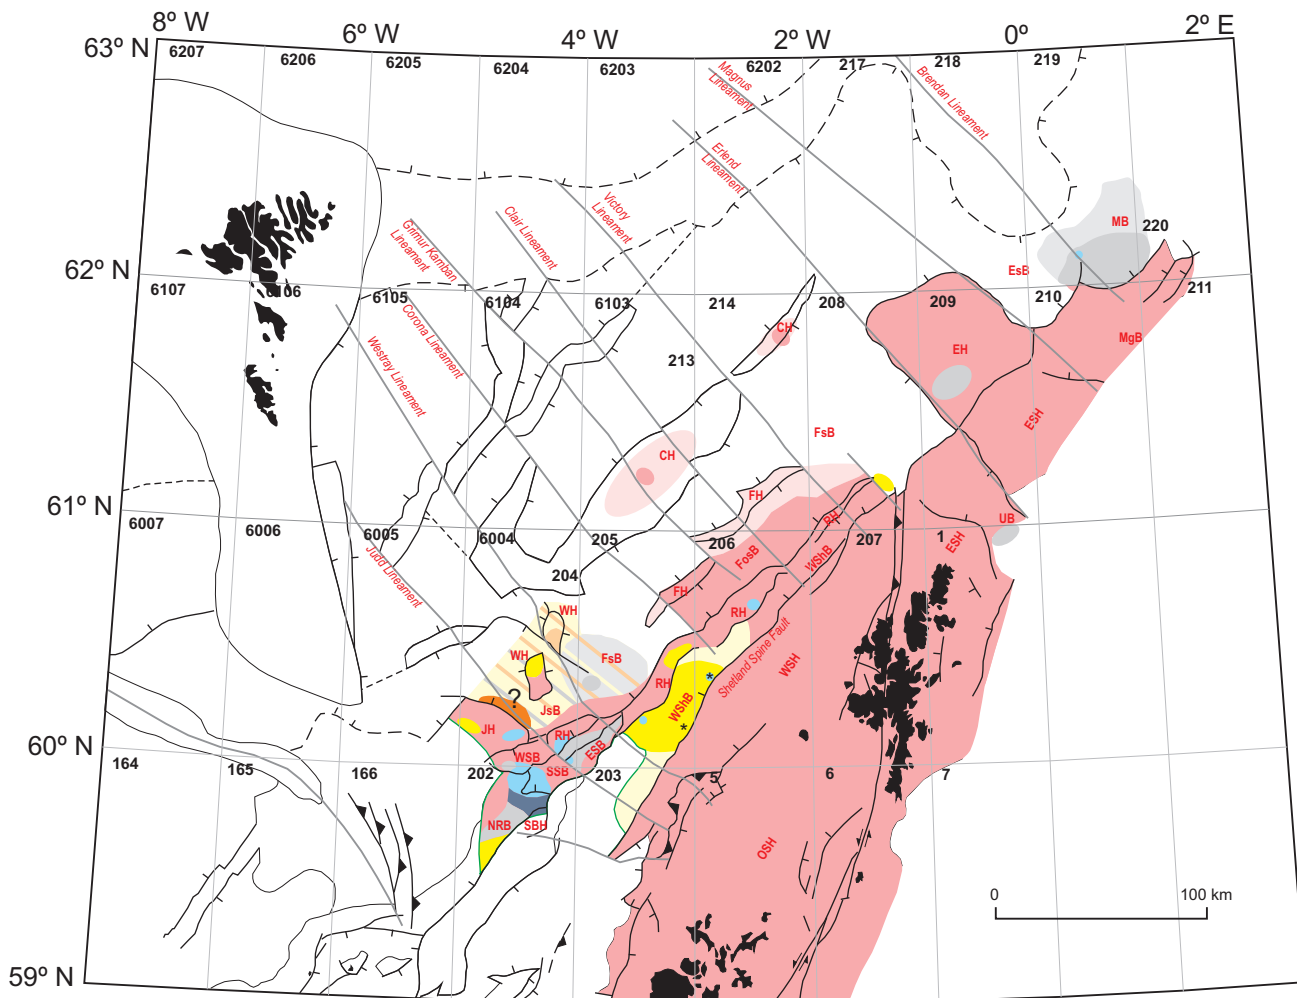 8º W
6º W
4º W
2º W
0º
2º E
63º N
6207
6206
6205
6204
6203
6202
217
218
219
Magnus
Lineament
Brendan Lineament
Erlend
Lineament
Victory
Lineament
Clair Lineament
Grimur Kamban
Lineament
MB
220
EsB
62º N
6107
6106
6105
6104
6103
214
208
209
210
211
Corona Lineament
Westray Lineament
CH
213
EH
MgB
ESH
FsB
CH
61º N
6007
6006
6005
6004
205
206
207
1
FH
RH
UB
ESH
FosB
WShB
Judd Lineament
204
FH
RH
WH
WH
FsB
Shetland Spine Fault
WSH
RH
WShB
*
*
?
JsB
JH
RH
ESB
60º N
164
165
166
202
WSB
SSB
203
5
6
7
NRB
SBH
OSH
0
100 km
59º N